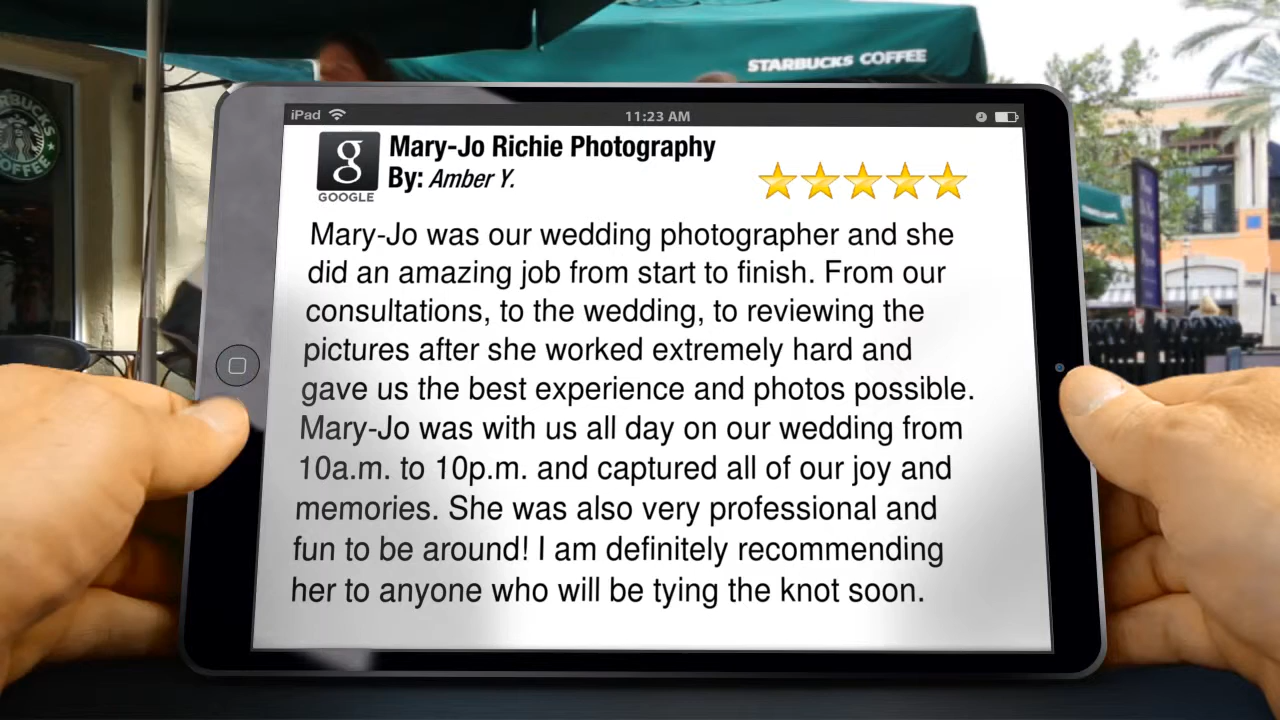 STARBUCKS COFFEE
iPad
11:23 AM
g
GOOGLE
Mary-Jo Richie Photography
By: Amber Y.
Mary-Jo was our wedding photographer and she
did an amazing job from start to finish. From our
consultations, to the wedding, to reviewing the
pictures after she worked extremely hard and
gave us the best experience and photos possible.
Mary-Jo was with us all day on our wedding from
10a.m. to 10p.m. and captured all of our joy and
memories. She was also very professional and
fun to be around! I am definitely recommending
her to anyone who will be tying the knot soon.